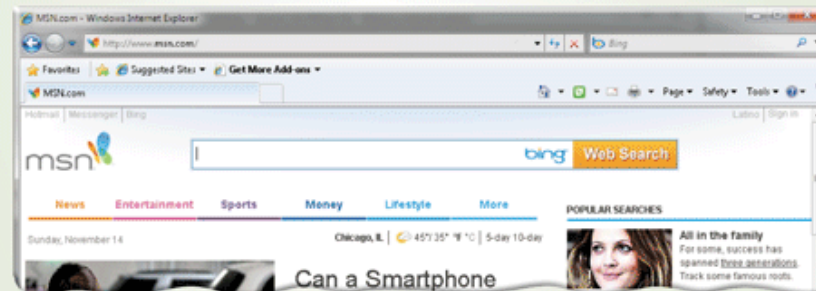 MSN.com - Windows Internet Explorer
http://www.msn.com/
bing
Favorites Suggested Sites Get More Add-ons
MSN.com
Page Safety Tools
Hotmail Messenger Bing
Latino Sign in
msn
bing Web Search
News Entertainment Sports Money Lifestyle More
POPULAR SEARCHES
Sunday, November 14
Chicago, IL 45°/35° °F °C 5-day 10-day
All in the family
For some, success has
spanned three generations.
Track some famous roots.
Can a Smartphone